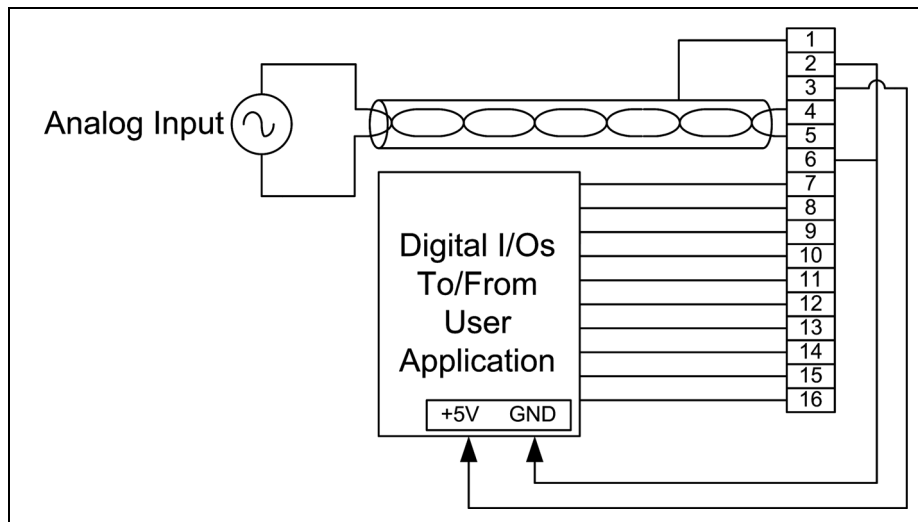 Analog Input
Digital I/Os
To/From
User
Application
+5V GND
1
2
3
4
5
6
7
8
9
10
11
12
13
14
15
16